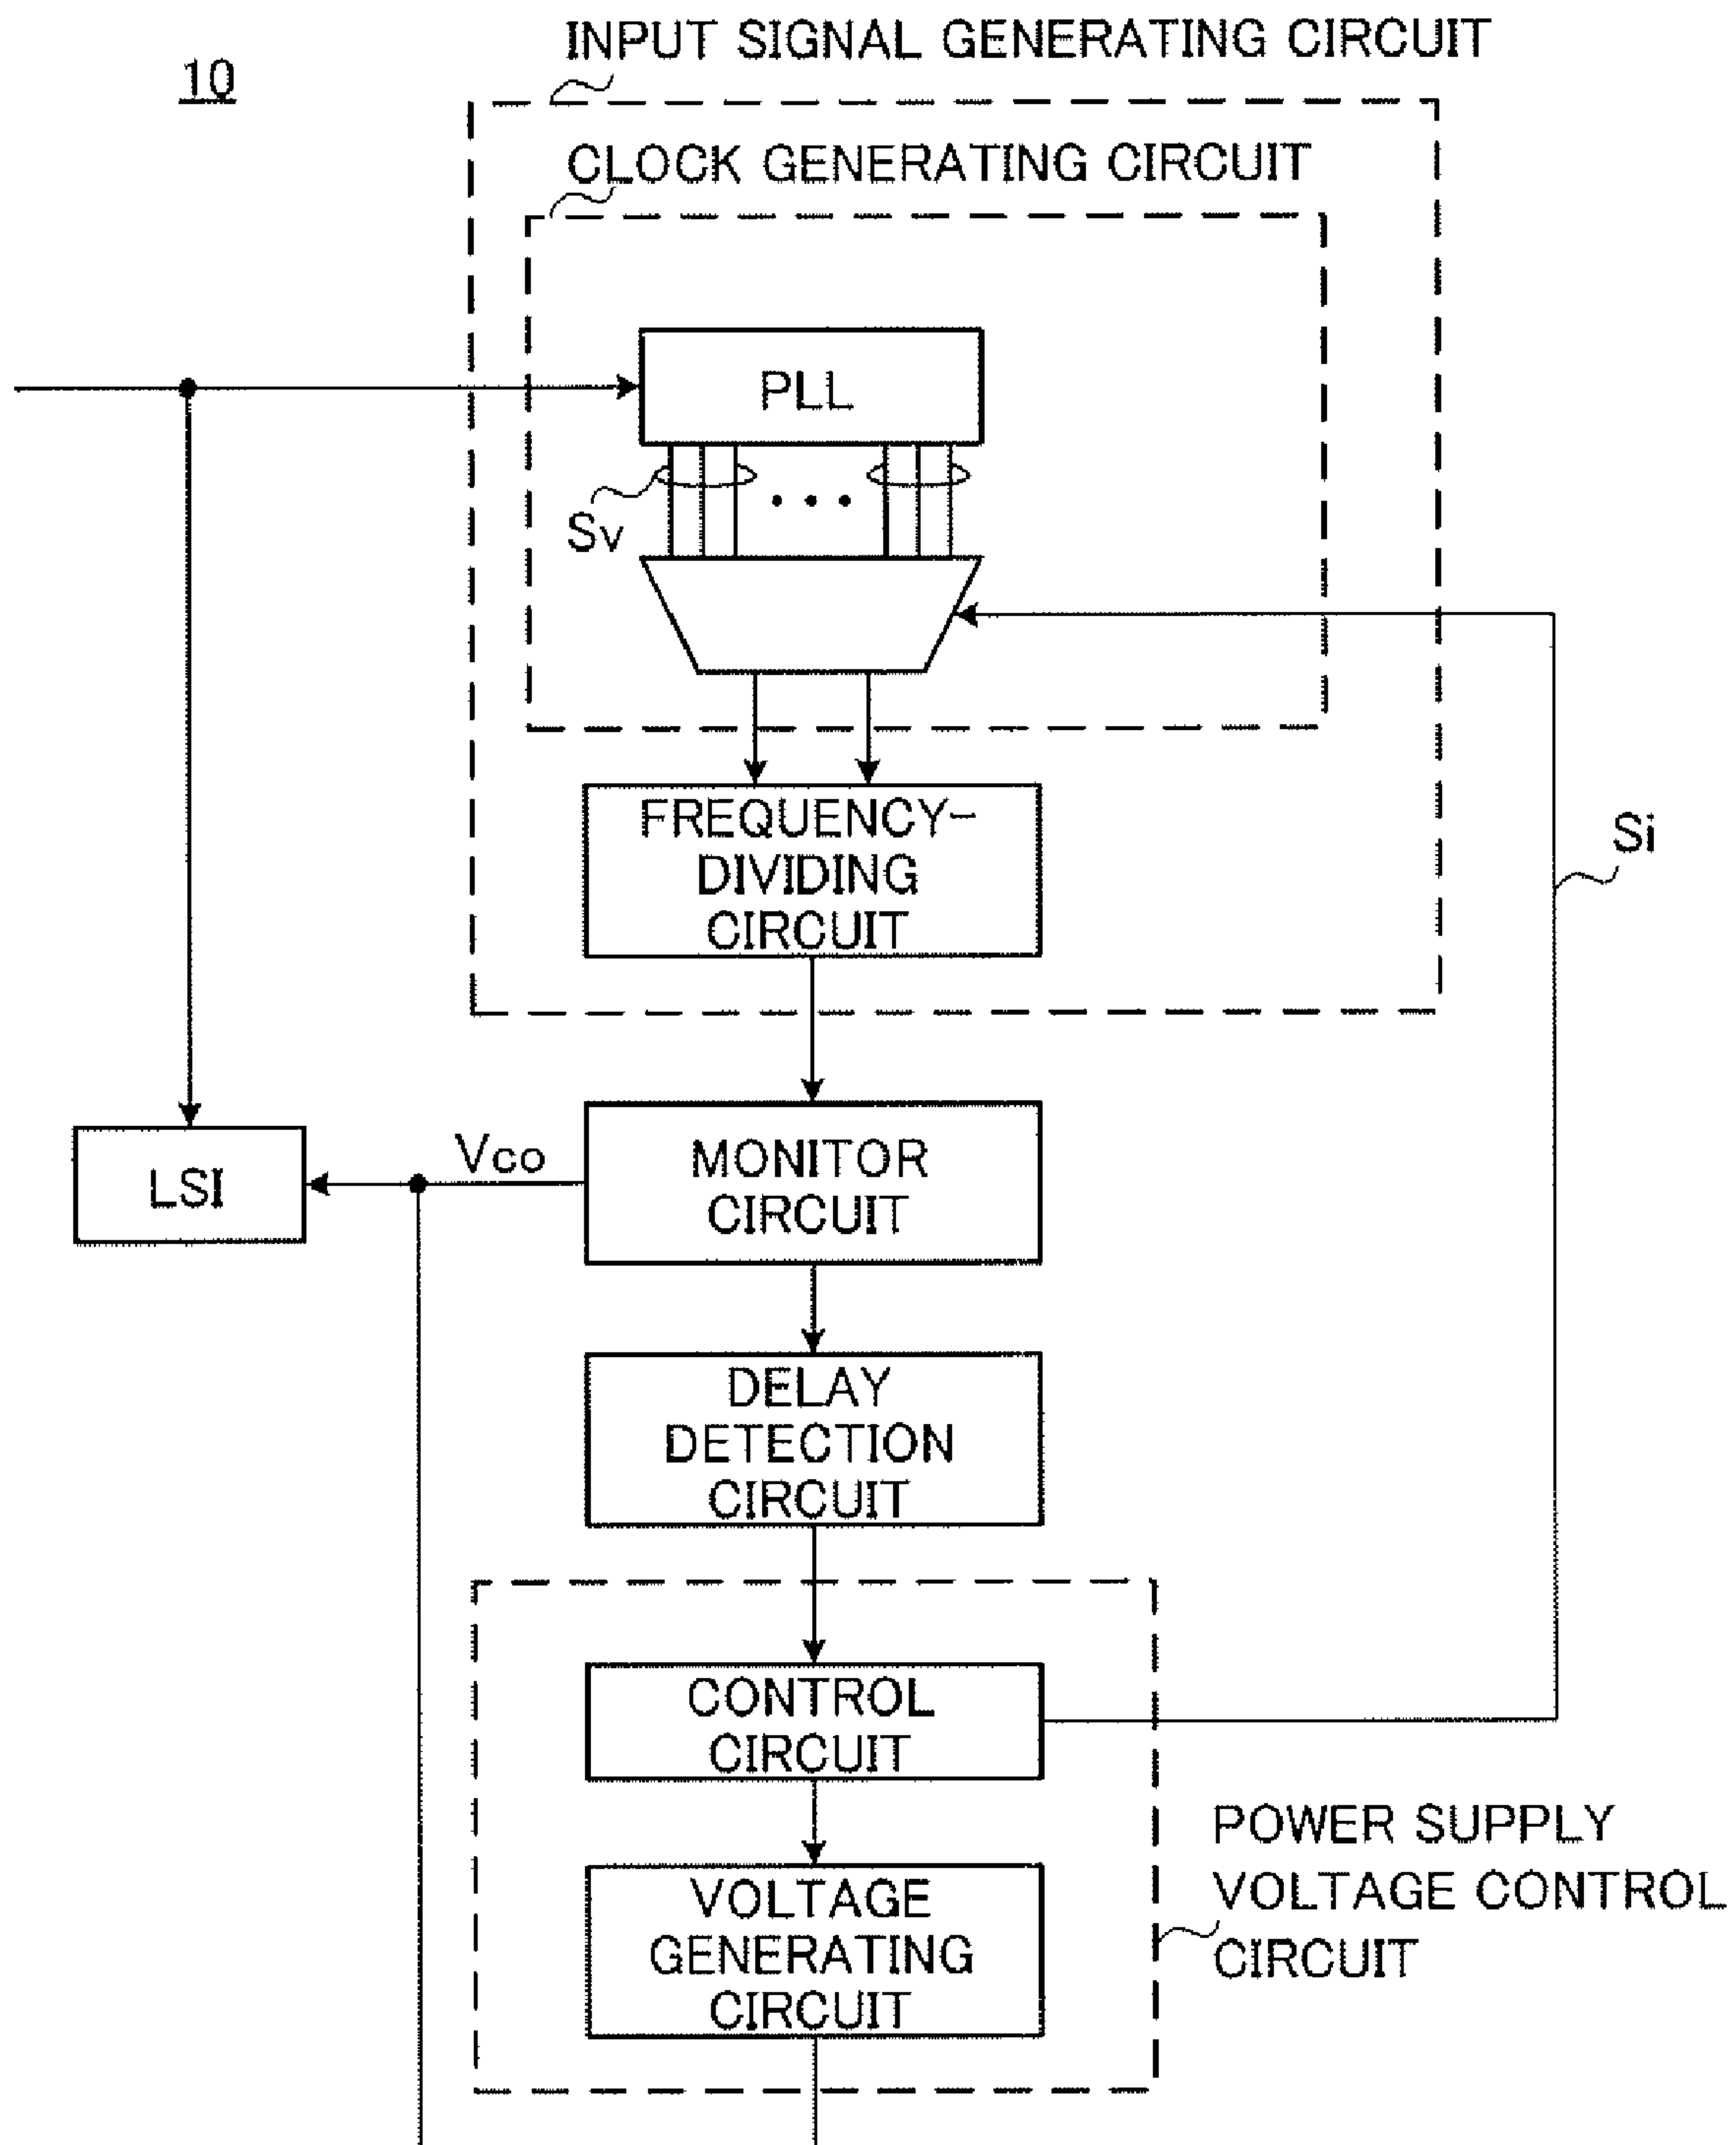 10
INPUT SIGNAL GENERATING CIRCUIT
CLOCK GENERATING CIRCUIT
PLL
Sv
FREQUENCY-
DIVIDING
CIRCUIT
Si
Vco
LSI
MONITOR
CIRCUIT
DELAY
DETECTION
CIRCUIT
CONTROL
CIRCUIT
POWER SUPPLY
VOLTAGE CONTROL
CIRCUIT
VOLTAGE
GENERATING
CIRCUIT